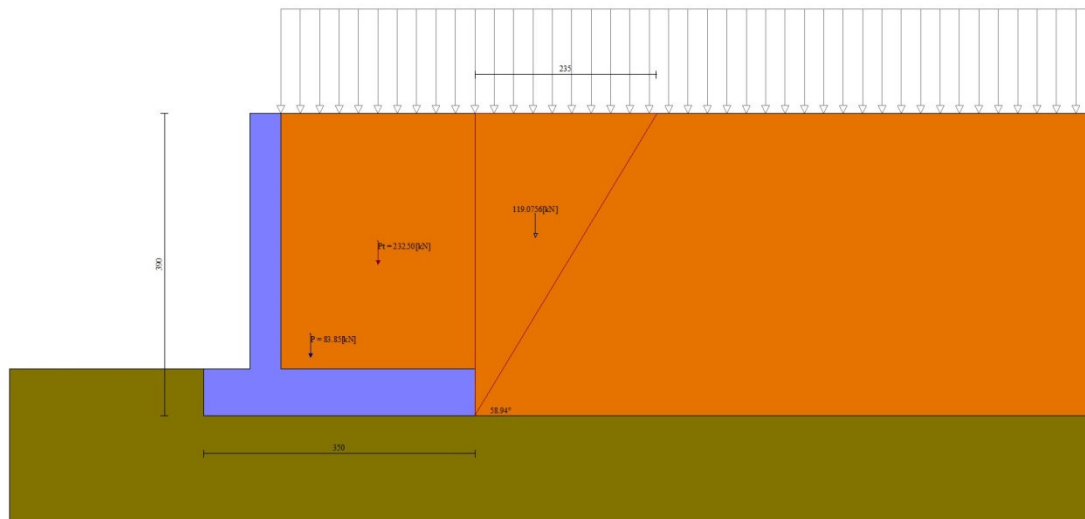 235
119.0756[kN]
Pt = 232.50[kN]
390
P = 83.85[kN]
58.94°
350